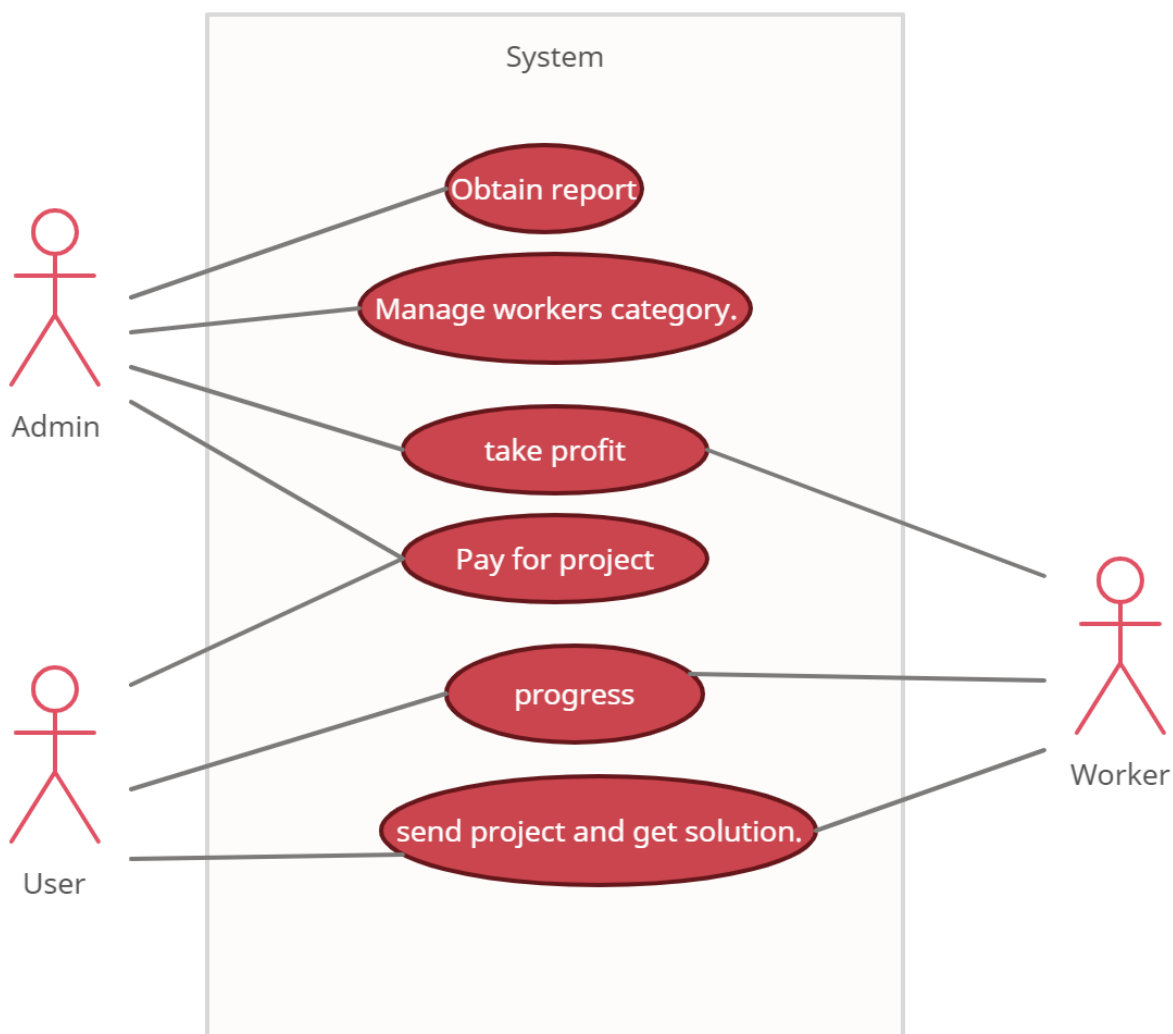 System
Obtain report
Manage workers category.
Admin
take profit
Pay for project
progress
Worker
send project and get solution.
User